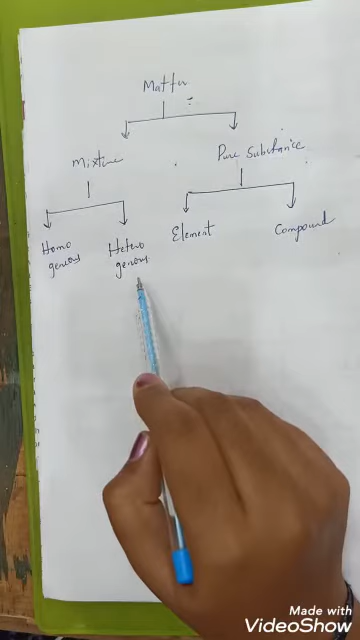 Matter
Mixture
Pure Substance
Homo
genous
Hetero
genous
Element
Compound
Made with
VideoShow